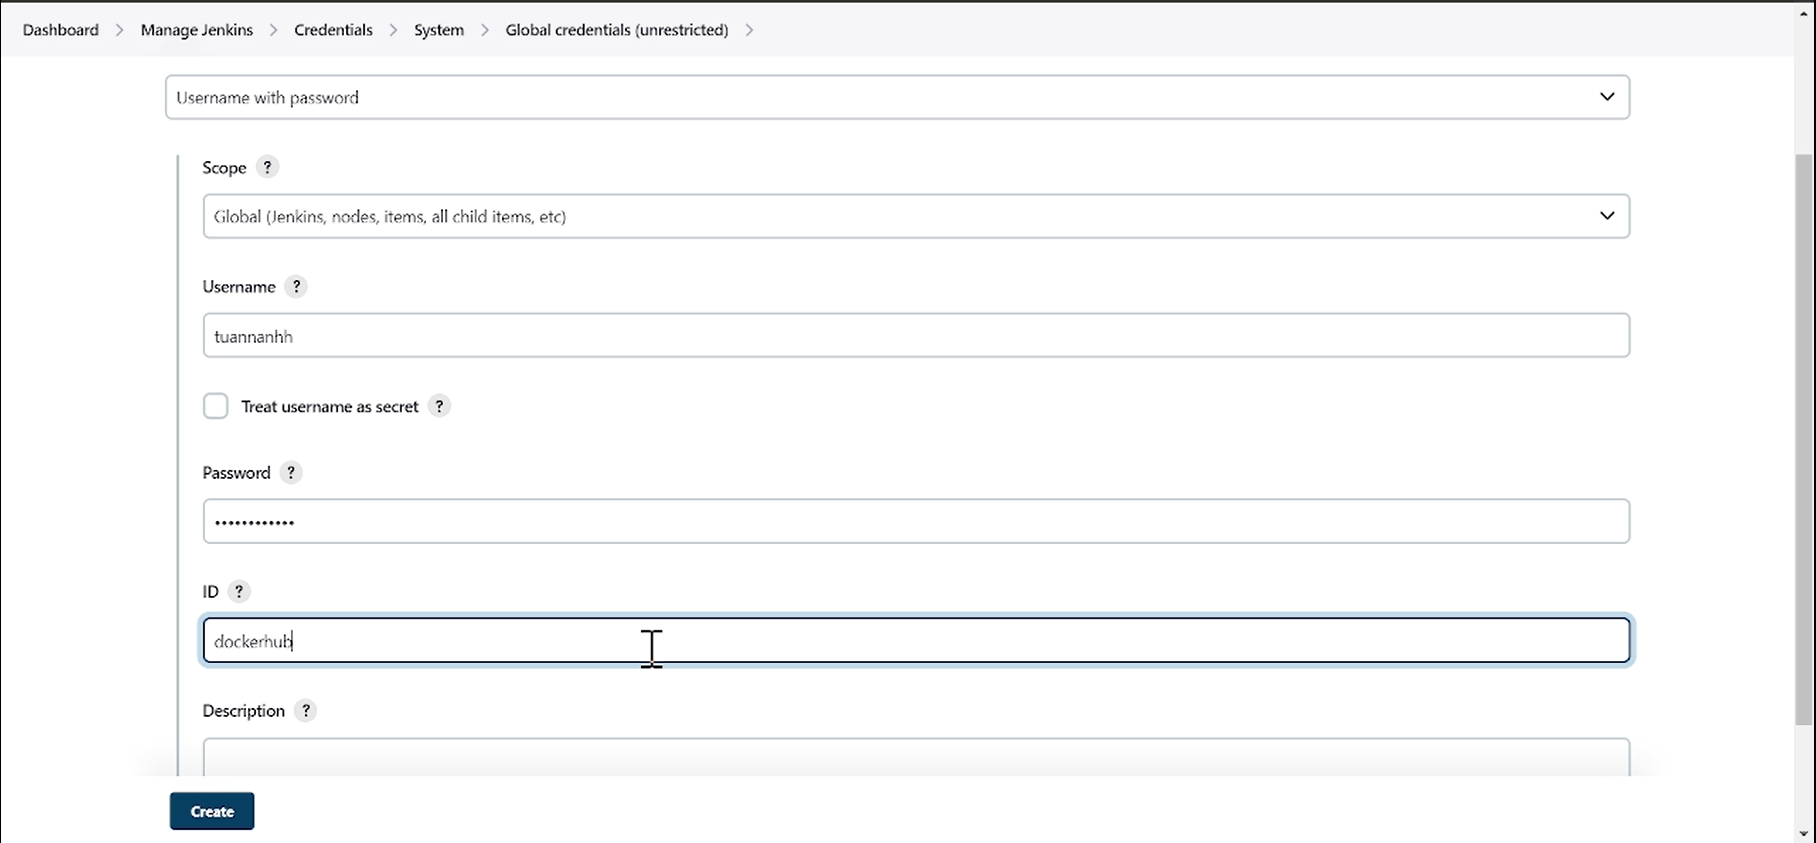 Dashboard > Manage Jenkins > Credentials > System > Global credentials (unrestricted) >
Username with password
Scope ?
Global (Jenkins, nodes, items, all child items, etc)
Username ?
tuannanhh
Treat username as secret ?
Password ?
••••••••••••
ID ?
dockerhub
Description ?
Create